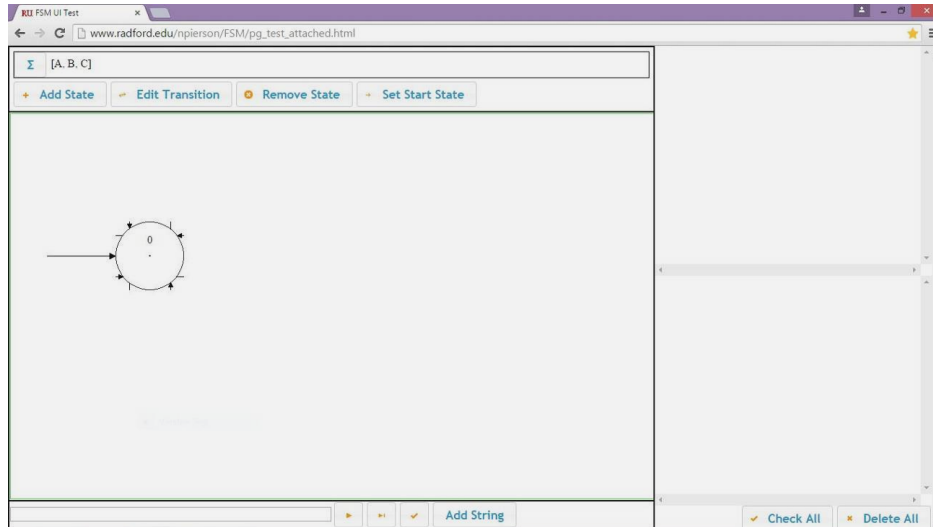 RU FSM UI Test
www.radford.edu/npierson/FSM/pg_test_attached.html
Σ [A. B. C]
Add State Edit Transition Remove State Set Start State
0
Add String
Check All Delete All